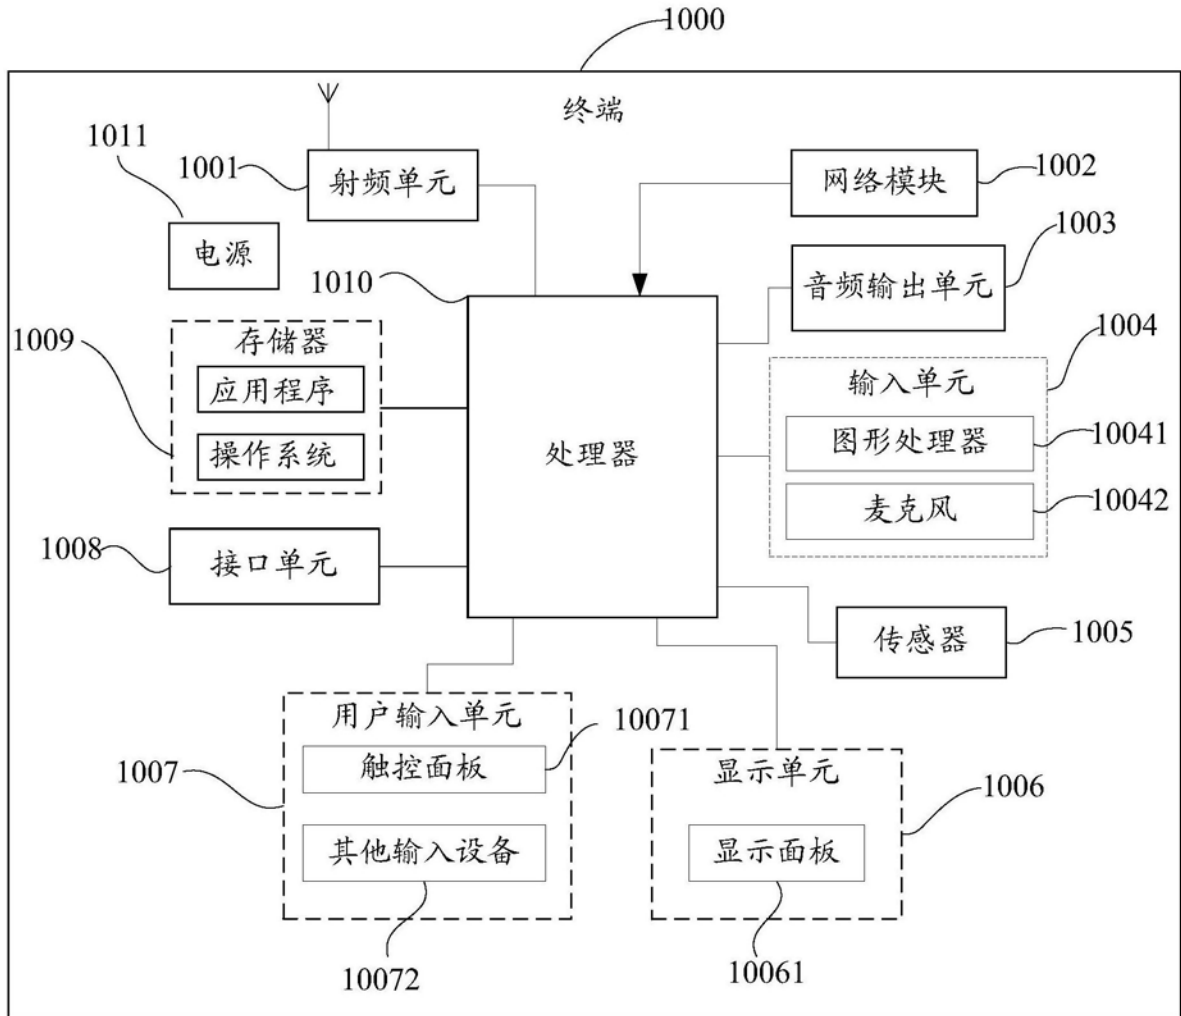 1000
终端
1011
1001
射频单元
网络模块
1002
电源
1003
音频输出单元
1010
1009
存储器
应用程序
操作系统
1004
输入单元
图形处理器
10041
麦克风
10042
处理器
1008
接口单元
传感器
1005
用户输入单元
10071
触控面板
1007
其他输入设备
10072
显示单元
1006
显示面板
10061